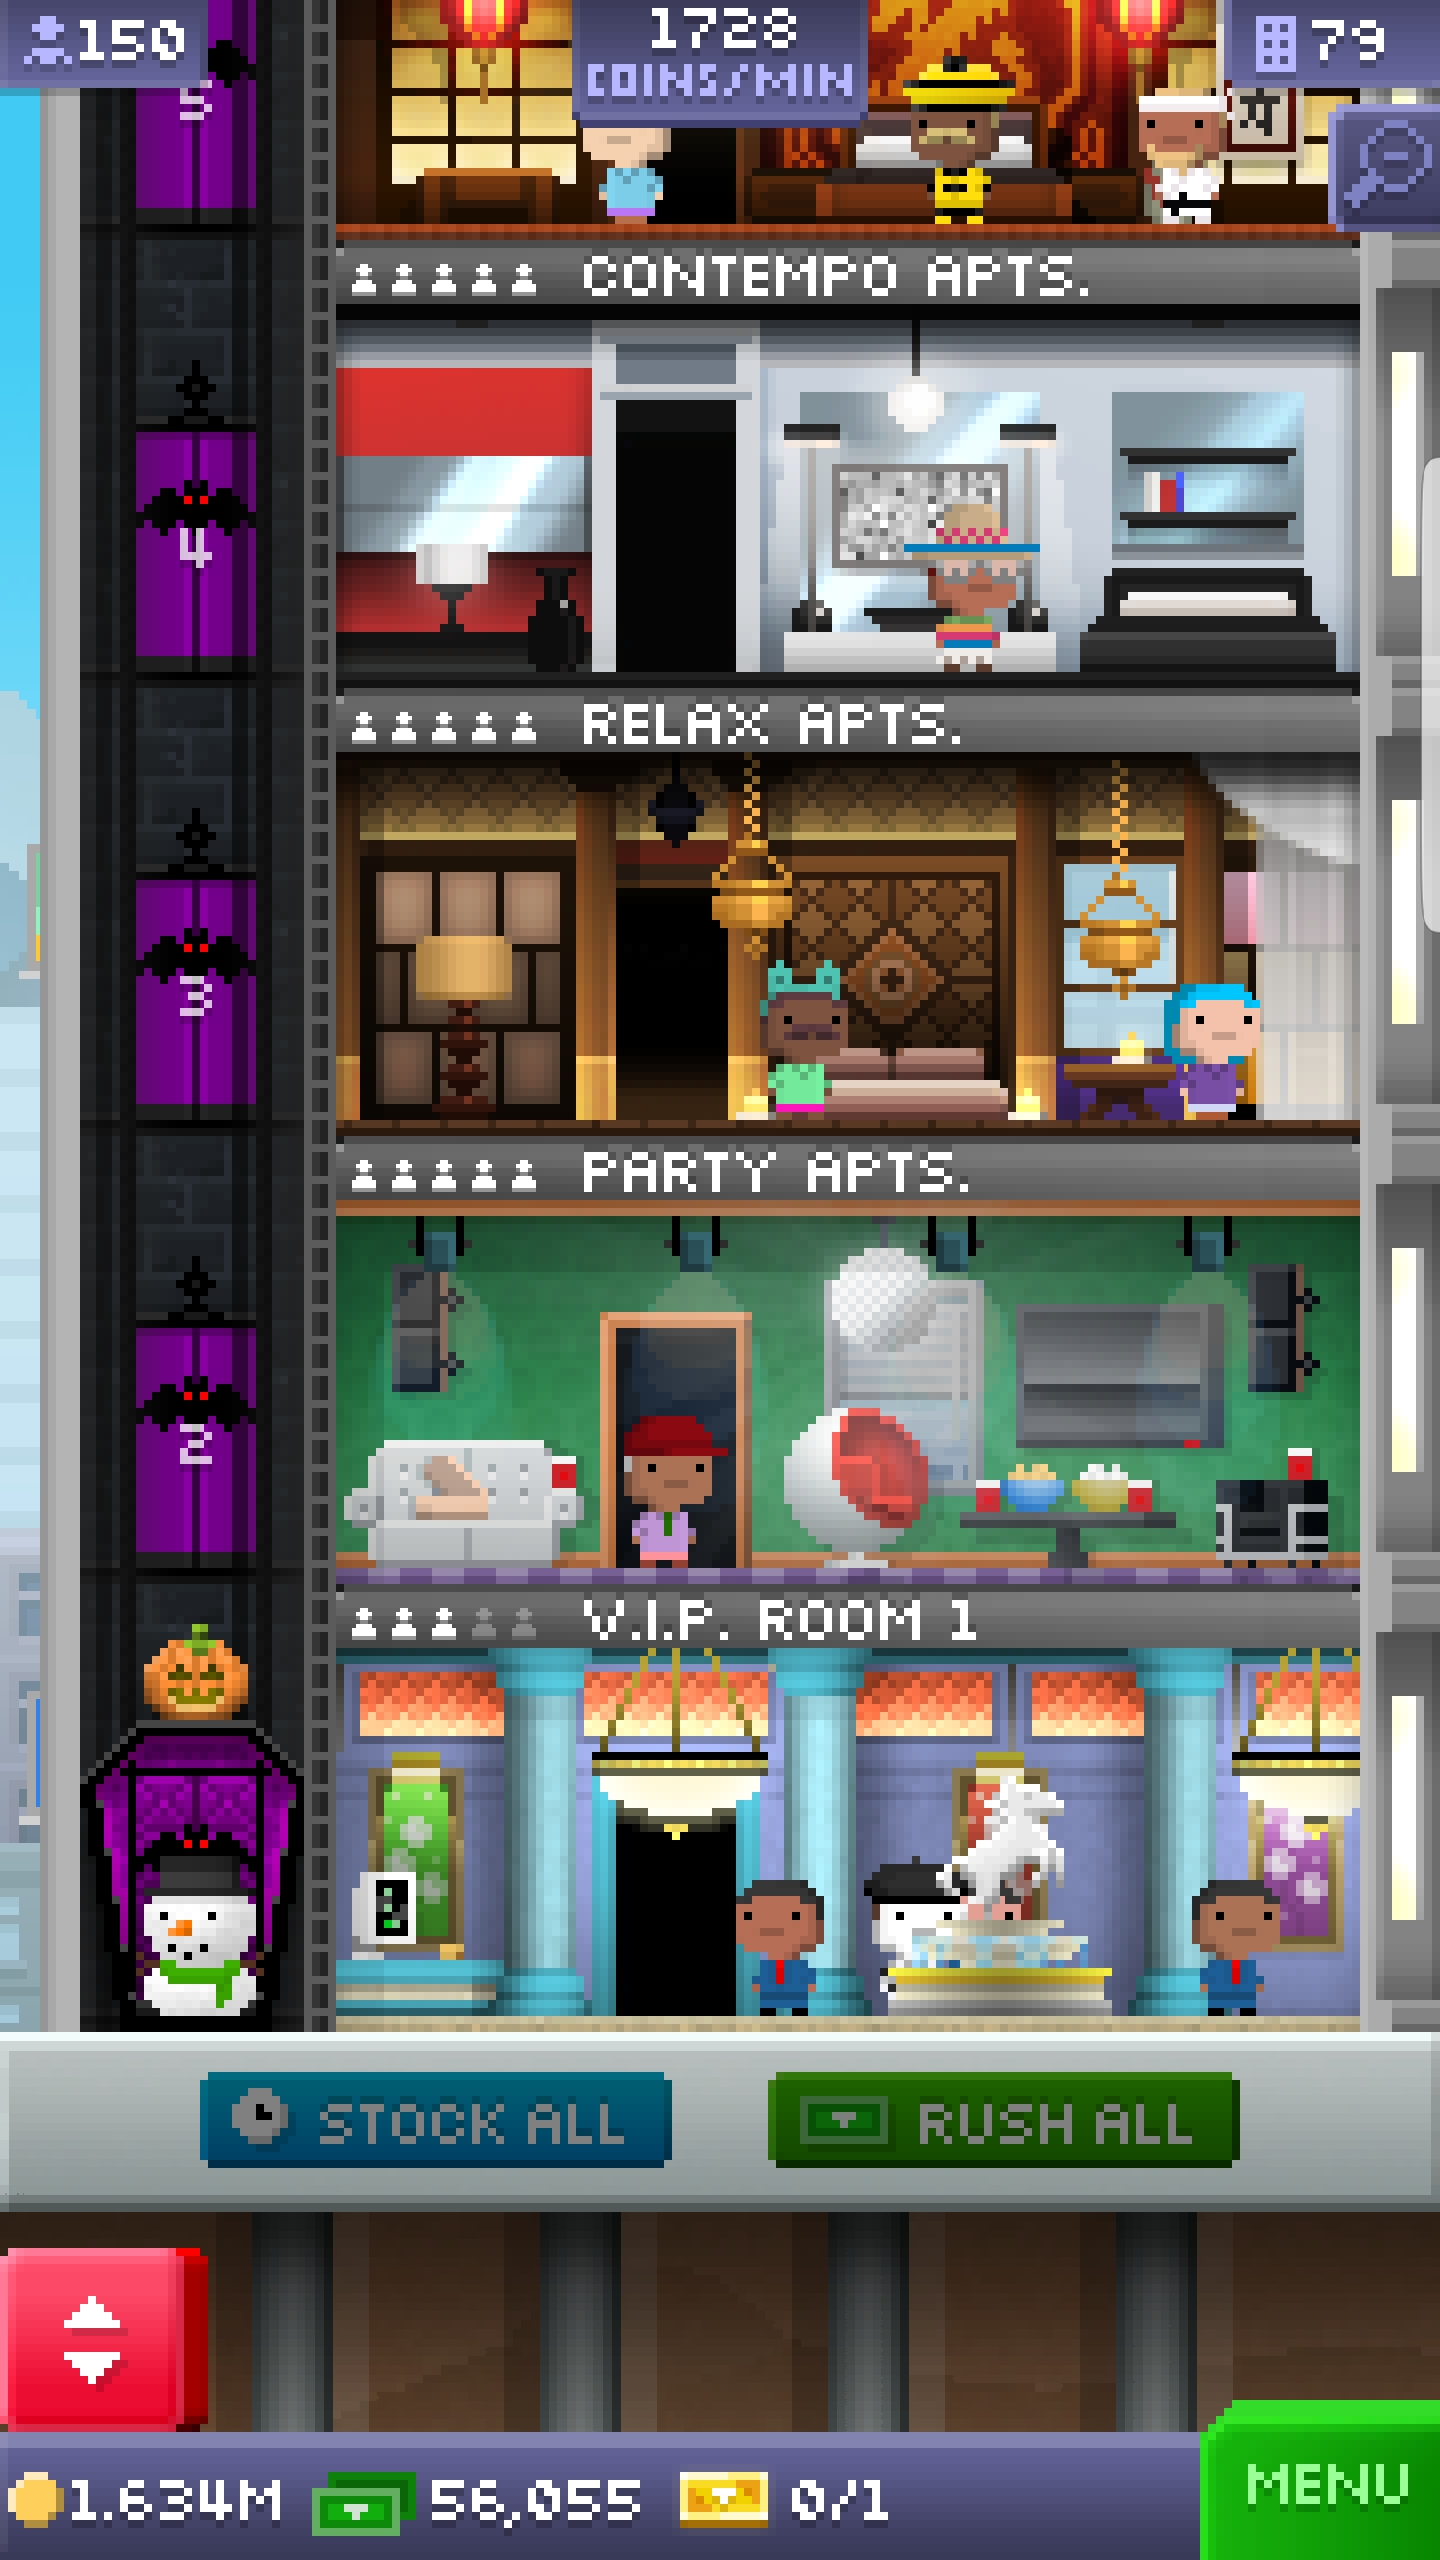 150
1728
COINS/MIN
79
5
CONTEMPO APTS.
4
RELAX APTS.
3
PARTY APTS.
2
V.I.P. ROOM 1
STOCK ALL
RUSH ALL
MENU
1.634M
56,055
0/1